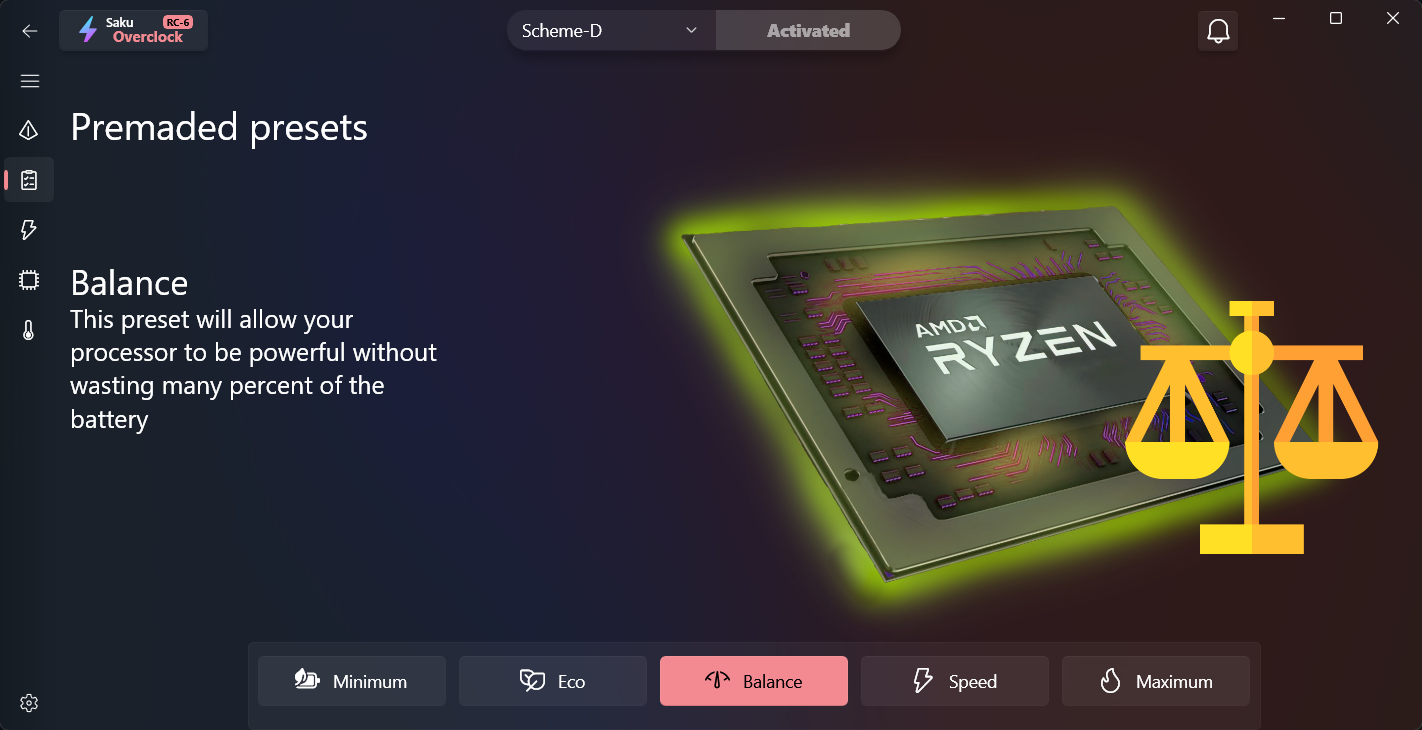 Saku
RC-6
Overclock
Scheme-D
Activated
Premaded presets
Balance
This preset will allow your
processor to be powerful without
wasting many percent of the
battery
AMD
RYZEN
Minimum
Eco
Balance
Speed
Maximum